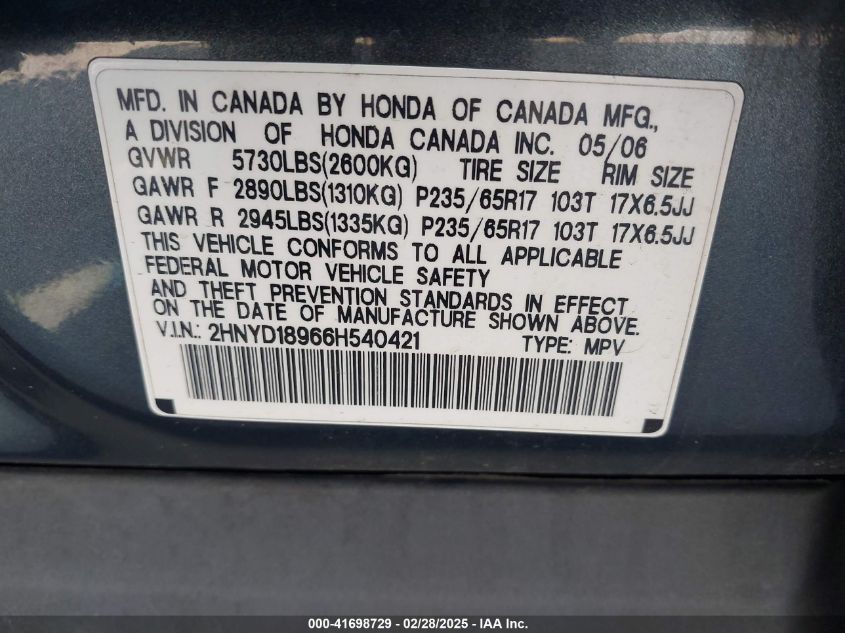 MFD. IN CANADA BY HONDA OF CANADA MFG.,
A DIVISION OF HONDA CANADA INC. 05/06
GVWR 5730LBS(2600KG) TIRE SIZE RIM SIZE
GAWR F 2890LBS(1310KG) P235/65R17 103T 17X6.5JJ
GAWR R 2945LBS(1335KG) P235/65R17 103T 17X6.5JJ
THIS VEHICLE CONFORMS TO ALL APPLICABLE
FEDERAL MOTOR VEHICLE SAFETY
AND THEFT PREVENTION STANDARDS IN EFFECT
ON THE DATE OF MANUFACTURE SHOWN ABOVE.
V.I.N.: 2HNYD18966H540421 TYPE: MPV
000-41698729 - 02/28/2025 - IAA Inc.